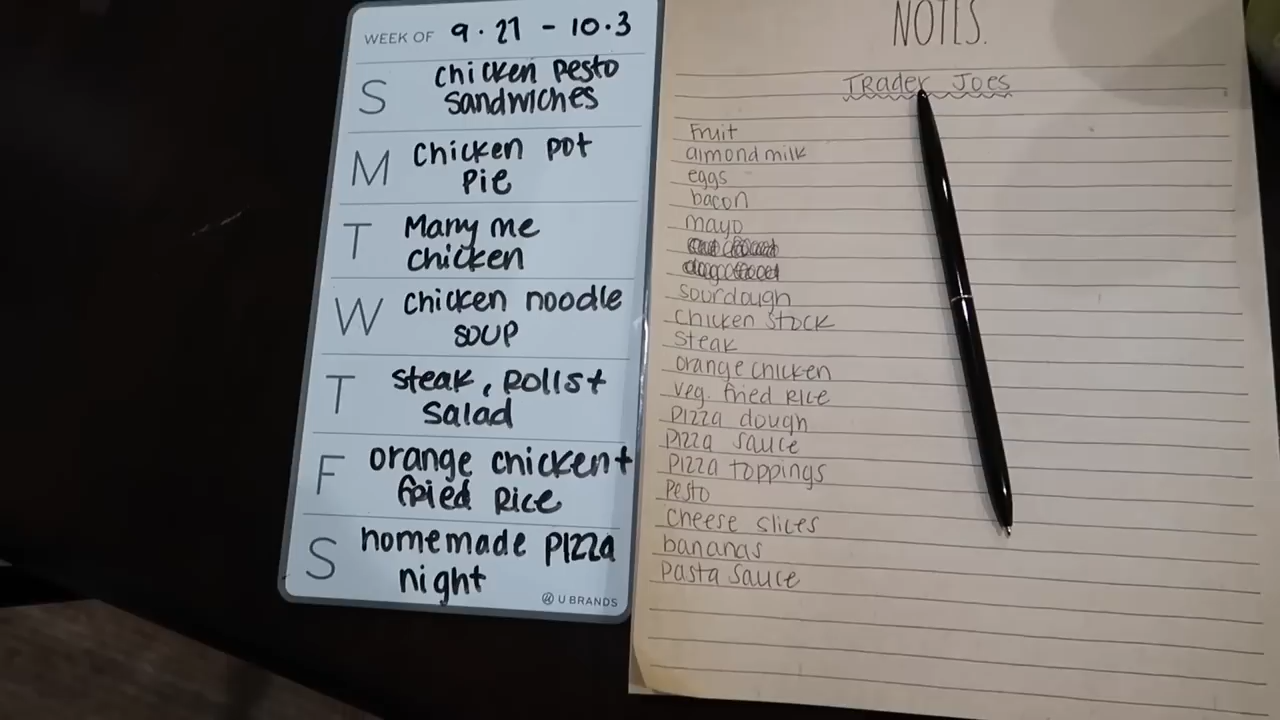 WEEK OF 9.27 - 10.3
S chicken pesto
sandwiches
M chicken pot
pie
T Marry me
chicken
W chicken noodle
soup
T steak, rolls +
salad
F orange chicken +
fried rice
S homemade pizza
night
U BRANDS
NOTES.
Trader Joes
Fruit
almond milk
eggs
bacon
mayo
sourdough
chicken stock
steak
orange chicken
veg. fried rice
pizza dough
pizza sauce
pizza toppings
pesto
cheese slices
bananas
pasta sauce